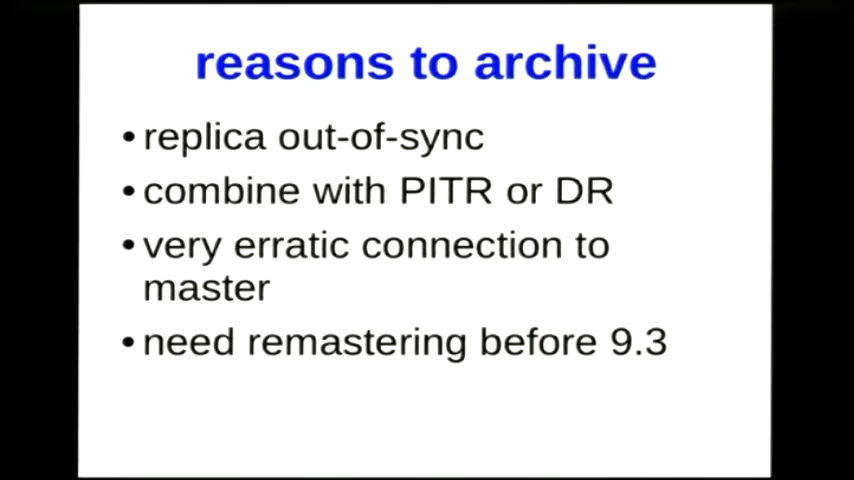 reasons to archive
• replica out-of-sync
• combine with PITR or DR
• very erratic connection to
master
• need remastering before 9.3